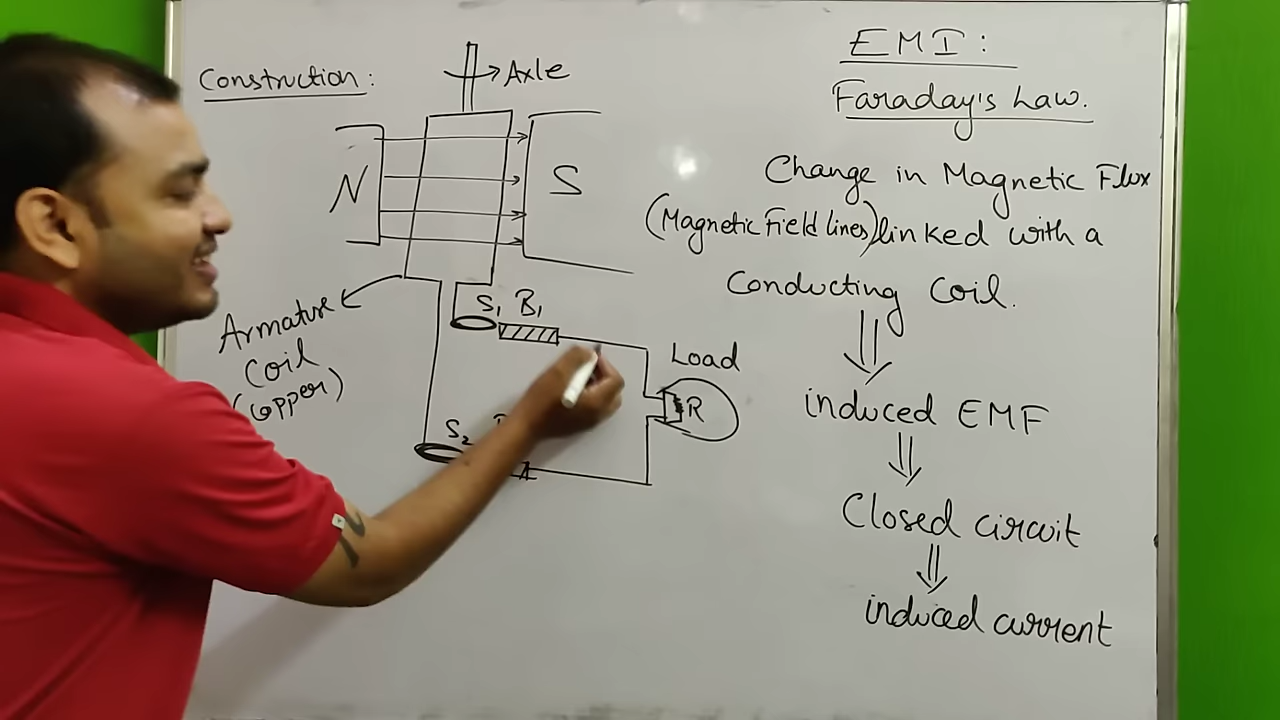 Construction:
Axle
N
S
Armature
Coil
(Copper)
S₁ B₁
S₂
Load
R
EMI:
Faraday's Law.
Change in Magnetic Flux
(Magnetic Field lines) linked with a
Conducting Coil.
induced EMF
Closed circuit
induced current